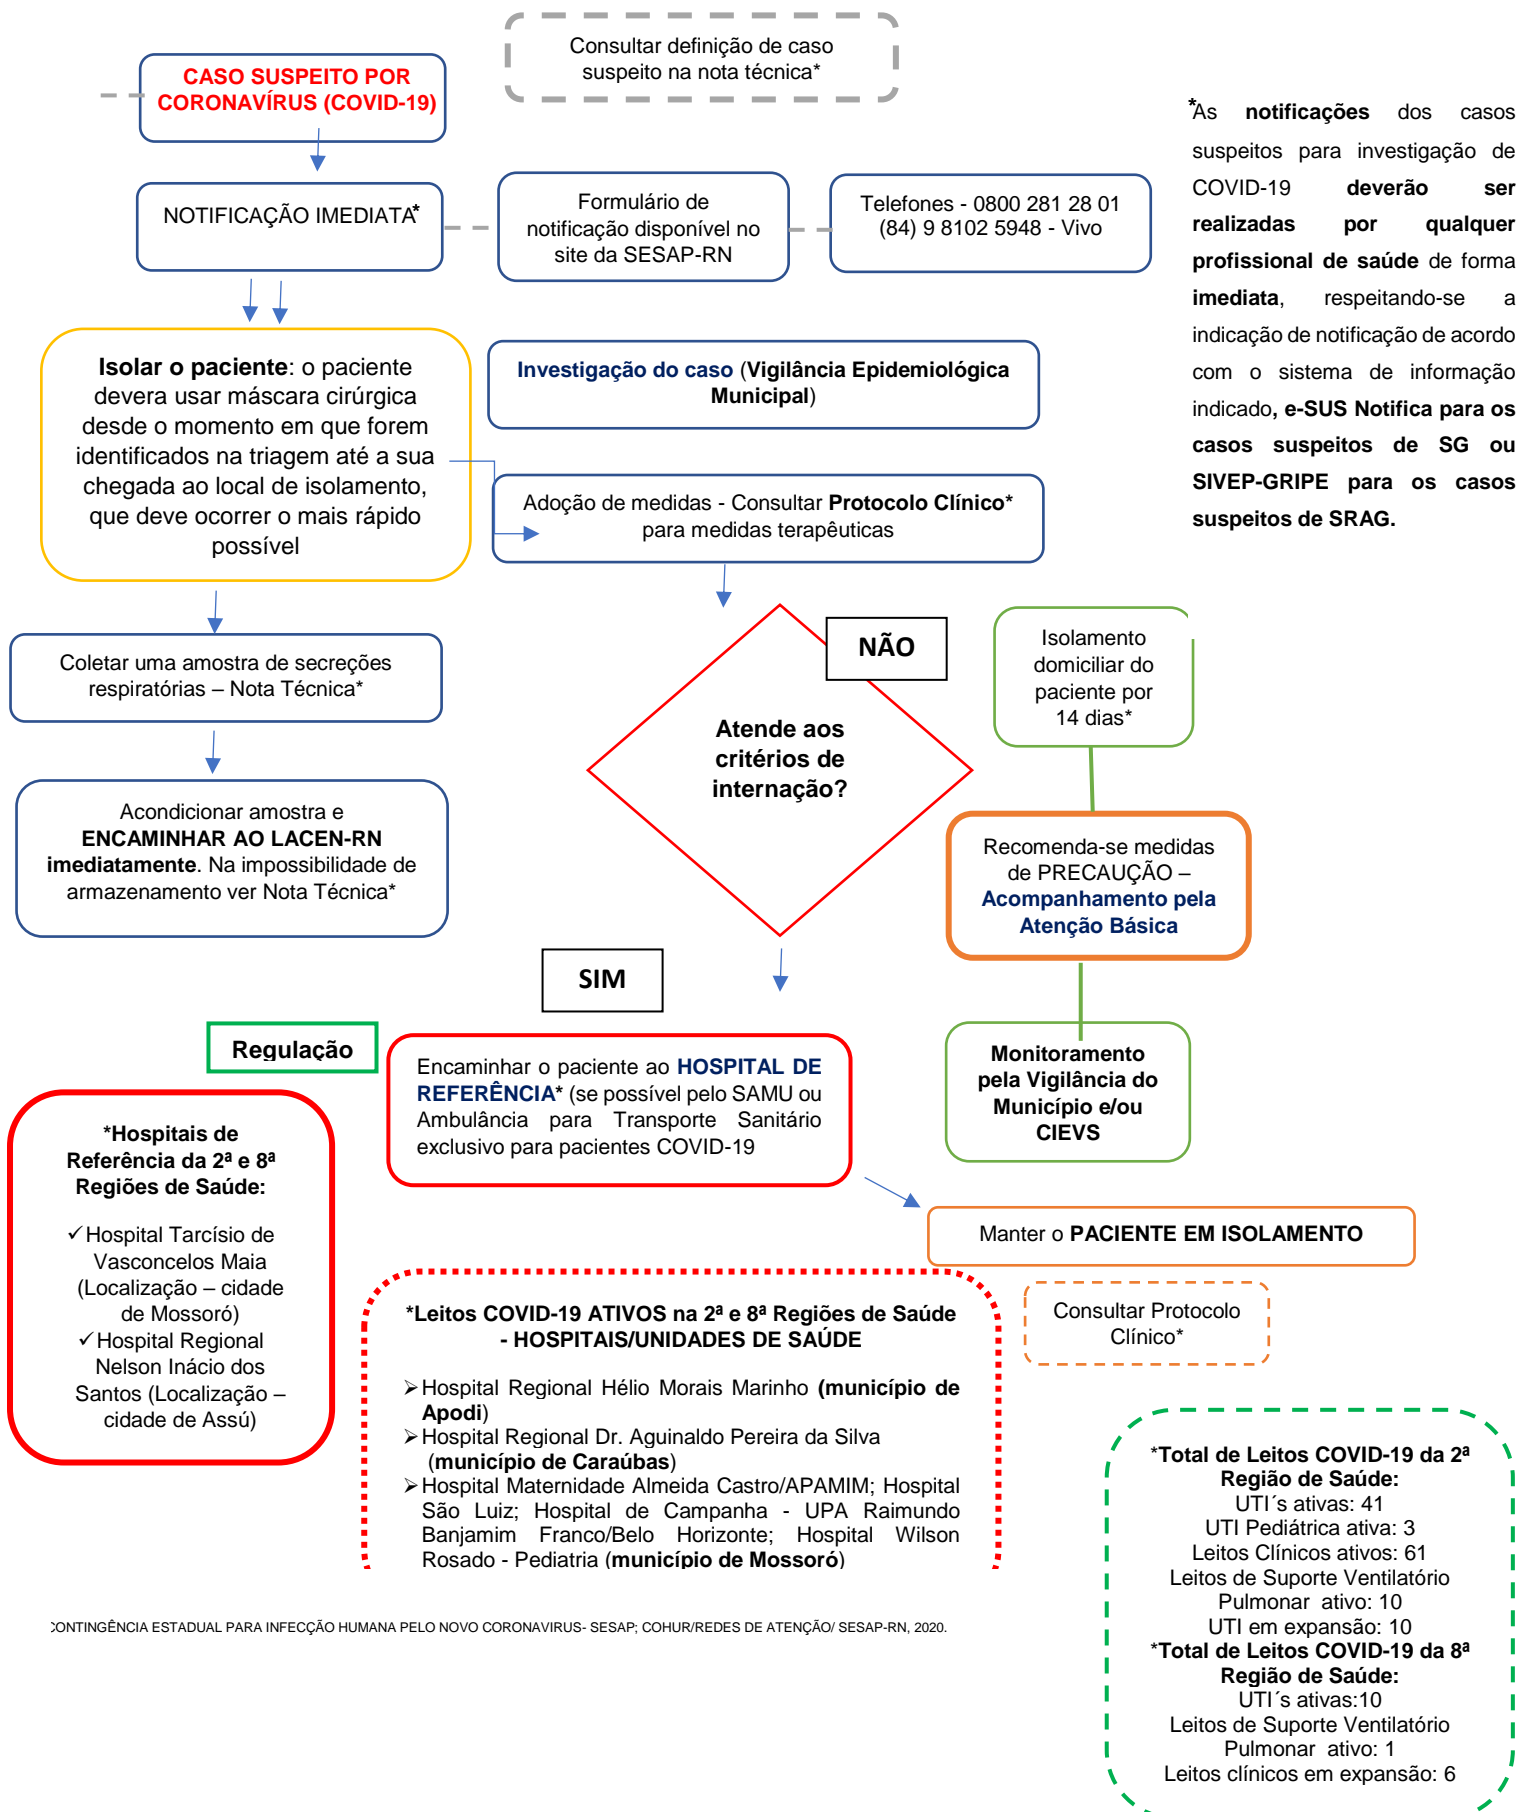 Consultar definição de caso
suspeito na nota técnica*
CASO SUSPEITO POR
CORONAVÍRUS (COVID-19)
NOTIFICAÇÃO IMEDIATA*
Formulário de
notificação disponível no
site da SESAP-RN
Telefones - 0800 281 28 01
(84) 9 8102 5948 - Vivo
*As notificações dos casos
suspeitos para investigação de
COVID-19 deverão ser
realizadas por qualquer
profissional de saúde de forma
imediata, respeitando-se a
indicação de notificação de acordo
com o sistema de informação
indicado, e-SUS Notifica para os
casos suspeitos de SG ou
SIVEP-GRIPE para os casos
suspeitos de SRAG.
Isolar o paciente: o paciente
devera usar máscara cirúrgica
desde o momento em que forem
identificados na triagem até a sua
chegada ao local de isolamento,
que deve ocorrer o mais rápido
possível
Investigação do caso (Vigilância Epidemiológica
Municipal)
Adoção de medidas - Consultar Protocolo Clínico*
para medidas terapêuticas
Coletar uma amostra de secreções
respiratórias – Nota Técnica*
Acondicionar amostra e
ENCAMINHAR AO LACEN-RN
imediatamente. Na impossibilidade de
armazenamento ver Nota Técnica*
NÃO
Atende aos
critérios de
internação?
SIM
Isolamento
domiciliar do
paciente por
14 dias*
Recomenda-se medidas
de PRECAUÇÃO –
Acompanhamento pela
Atenção Básica
Monitoramento
pela Vigilância do
Município e/ou
CIEVS
Regulação
Encaminhar o paciente ao HOSPITAL DE
REFERÊNCIA* (se possível pelo SAMU ou
Ambulância para Transporte Sanitário
exclusivo para pacientes COVID-19
*Hospitais de
Referência da 2ª e 8ª
Regiões de Saúde:
✓Hospital Tarcísio de
Vasconcelos Maia
(Localização – cidade
de Mossoró)
✓Hospital Regional
Nelson Inácio dos
Santos (Localização –
cidade de Assú)
Manter o PACIENTE EM ISOLAMENTO
Consultar Protocolo
Clínico*
*Leitos COVID-19 ATIVOS na 2ª e 8ª Regiões de Saúde
- HOSPITAIS/UNIDADES DE SAÚDE
➢Hospital Regional Hélio Morais Marinho (município de
Apodi)
➢Hospital Regional Dr. Aguinaldo Pereira da Silva
(município de Caraúbas)
➢Hospital Maternidade Almeida Castro/APAMIM; Hospital
São Luiz; Hospital de Campanha - UPA Raimundo
Banjamim Franco/Belo Horizonte; Hospital Wilson
Rosado - Pediatria (município de Mossoró)
*Total de Leitos COVID-19 da 2ª
Região de Saúde:
UTI´s ativas: 41
UTI Pediátrica ativa: 3
Leitos Clínicos ativos: 61
Leitos de Suporte Ventilatório
Pulmonar ativo: 10
UTI em expansão: 10
*Total de Leitos COVID-19 da 8ª
Região de Saúde:
UTI´s ativas:10
Leitos de Suporte Ventilatório
Pulmonar ativo: 1
Leitos clínicos em expansão: 6
CONTINGÊNCIA ESTADUAL PARA INFECÇÃO HUMANA PELO NOVO CORONAVIRUS- SESAP; COHUR/REDES DE ATENÇÃO/ SESAP-RN, 2020.